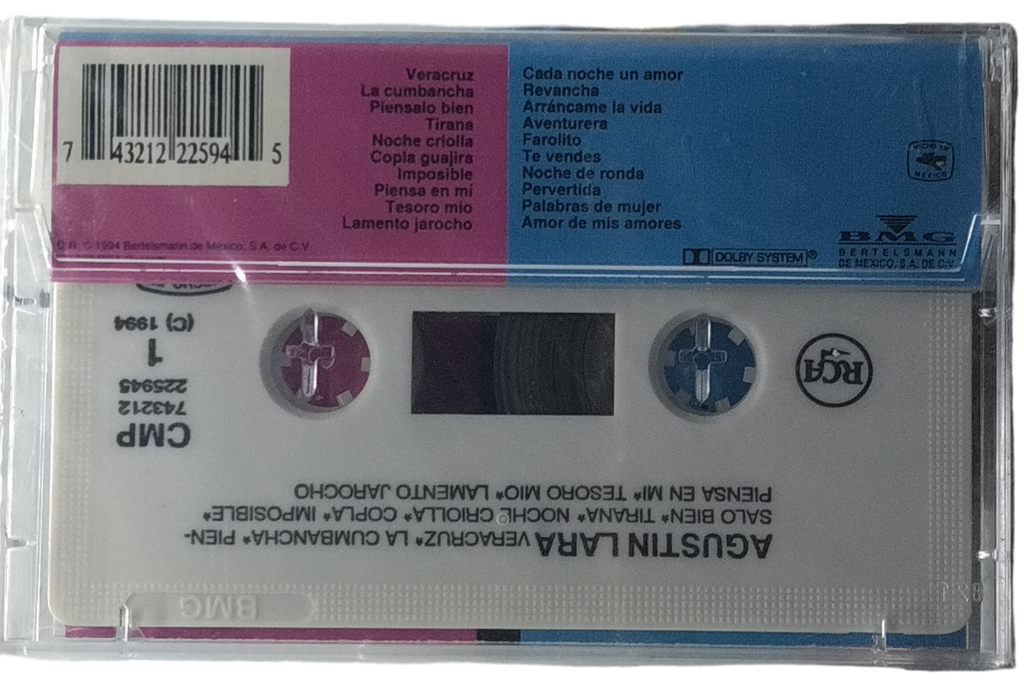 7 43212 22594 5
Veracruz
La cumbancha
Piensalo bien
Tirana
Noche criolla
Copla guajira
Imposible
Piensa en mí
Tesoro mío
Lamento jarocho
Cada noche un amor
Revancha
Arráncame la vida
Aventurera
Farolito
Te vendes
Noche de ronda
Pervertida
Palabras de mujer
Amor de mis amores
HECHO EN
MEXICO
© 1994 Bertelsmann de México, S.A. de C.V.
DOLBY SYSTEM®
BMG
BERTELSMANN
DE MEXICO, S.A. DE C.V.
AGUSTIN LARA VERACRUZ* LA CUMBANCHA* PIEN-
SALO BIEN* TIRANA* NOCHE CRIOLLA* COPLA* IMPOSIBLE*
PIENSA EN MI* TESORO MIO* LAMENTO JAROCHO
CMP
743212
225945
1
(C) 1994
RCA
BMG